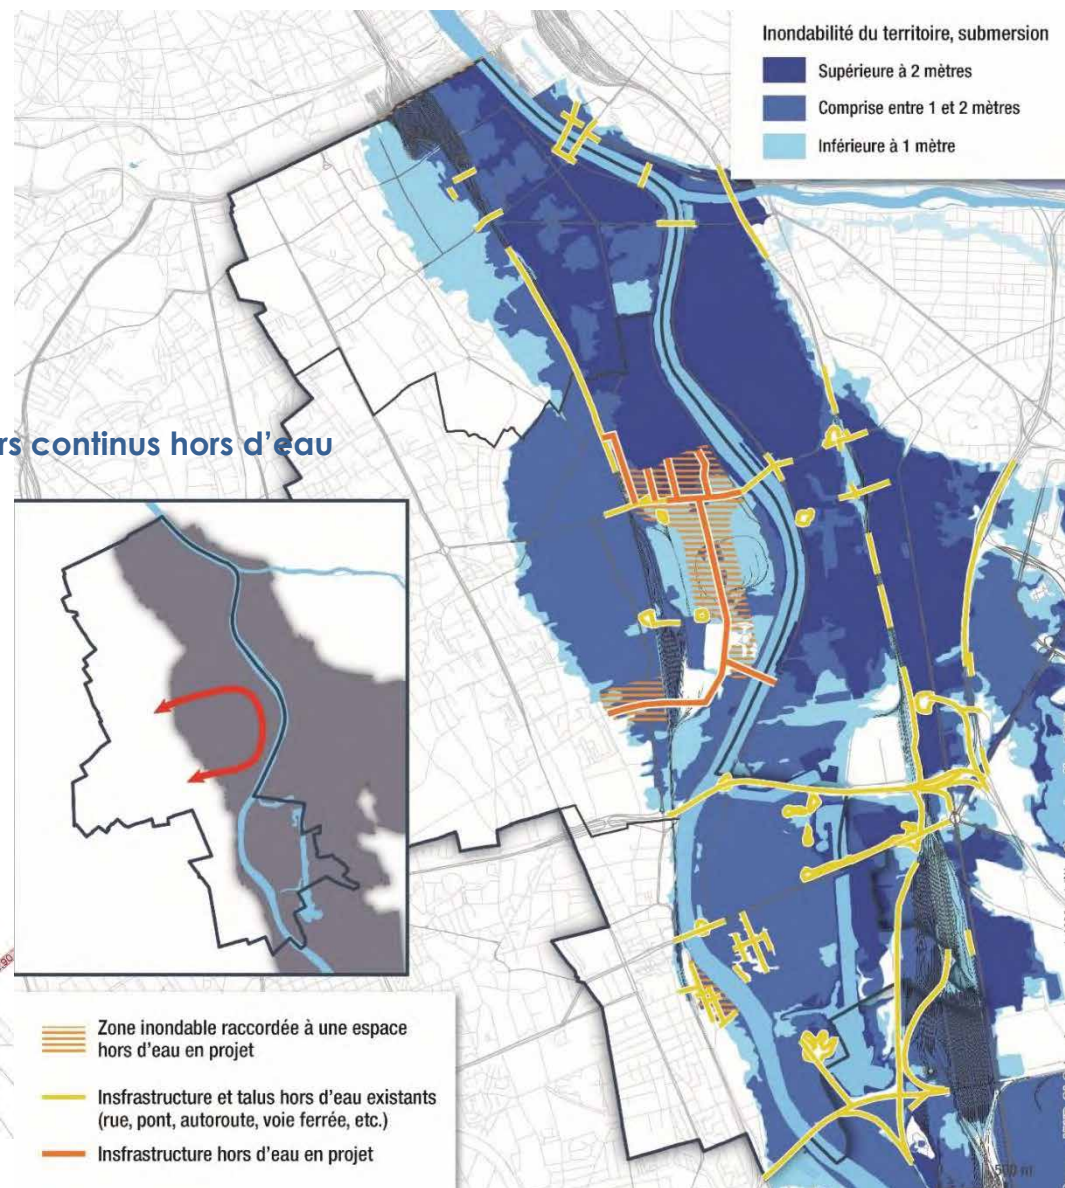 Inondabilité du territoire, submersion
Supérieure à 2 mètres
Comprise entre 1 et 2 mètres
Inférieure à 1 mètre
rs continus hors d'eau
Zone inondable raccordée à une espace
hors d'eau en projet
Insfrastructure et talus hors d'eau existants
(rue, pont, autoroute, voie ferrée, etc.)
Insfrastructure hors d'eau en projet
500 m